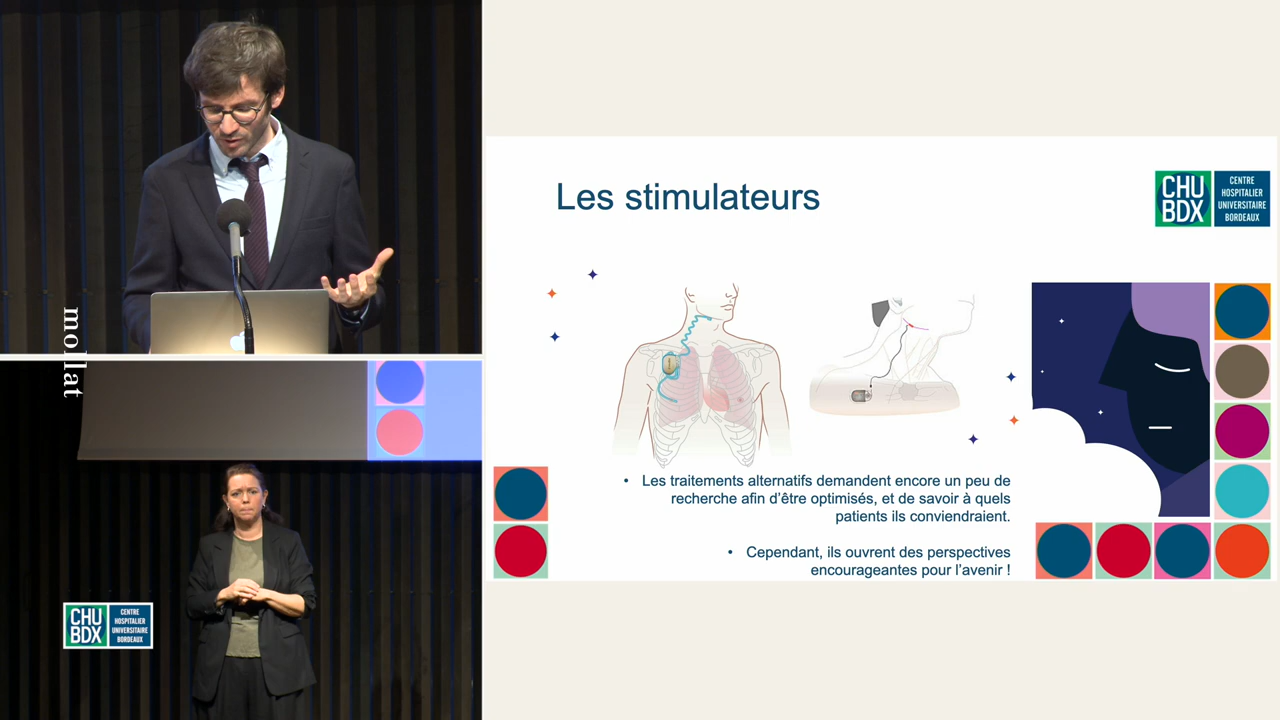 mollat
CHU
BDX
CENTRE
HOSPITALIER
UNIVERSITAIRE
BORDEAUX
Les stimulateurs
CHU
BDX
CENTRE
HOSPITALIER
UNIVERSITAIRE
BORDEAUX
• Les traitements alternatifs demandent encore un peu de
recherche afin d’être optimisés, et de savoir à quels
patients ils conviendraient.
• Cependant, ils ouvrent des perspectives
encourageantes pour l’avenir !